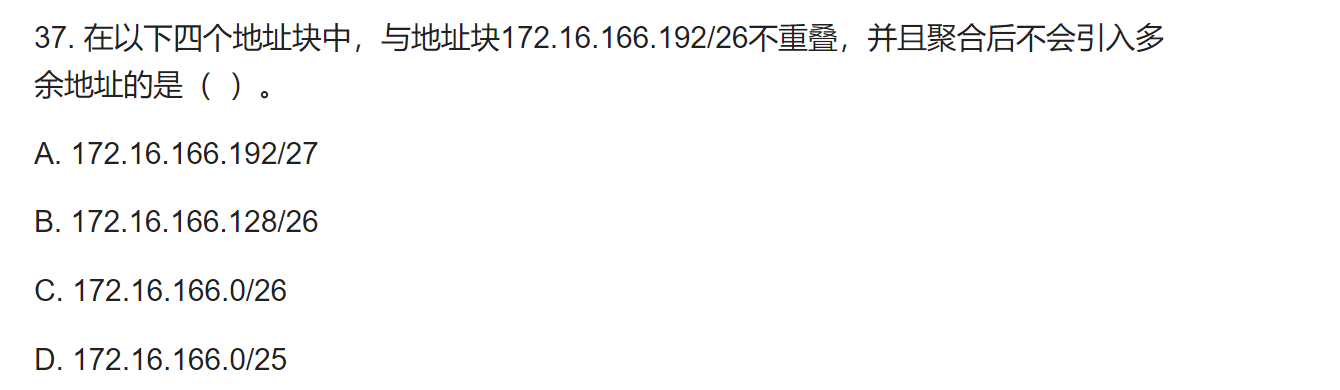 37. 在以下四个地址块中，与地址块172.16.166.192/26不重叠，并且聚合后不会引入多
余地址的是（ ）。
A. 172.16.166.192/27
B. 172.16.166.128/26
C. 172.16.166.0/26
D. 172.16.166.0/25